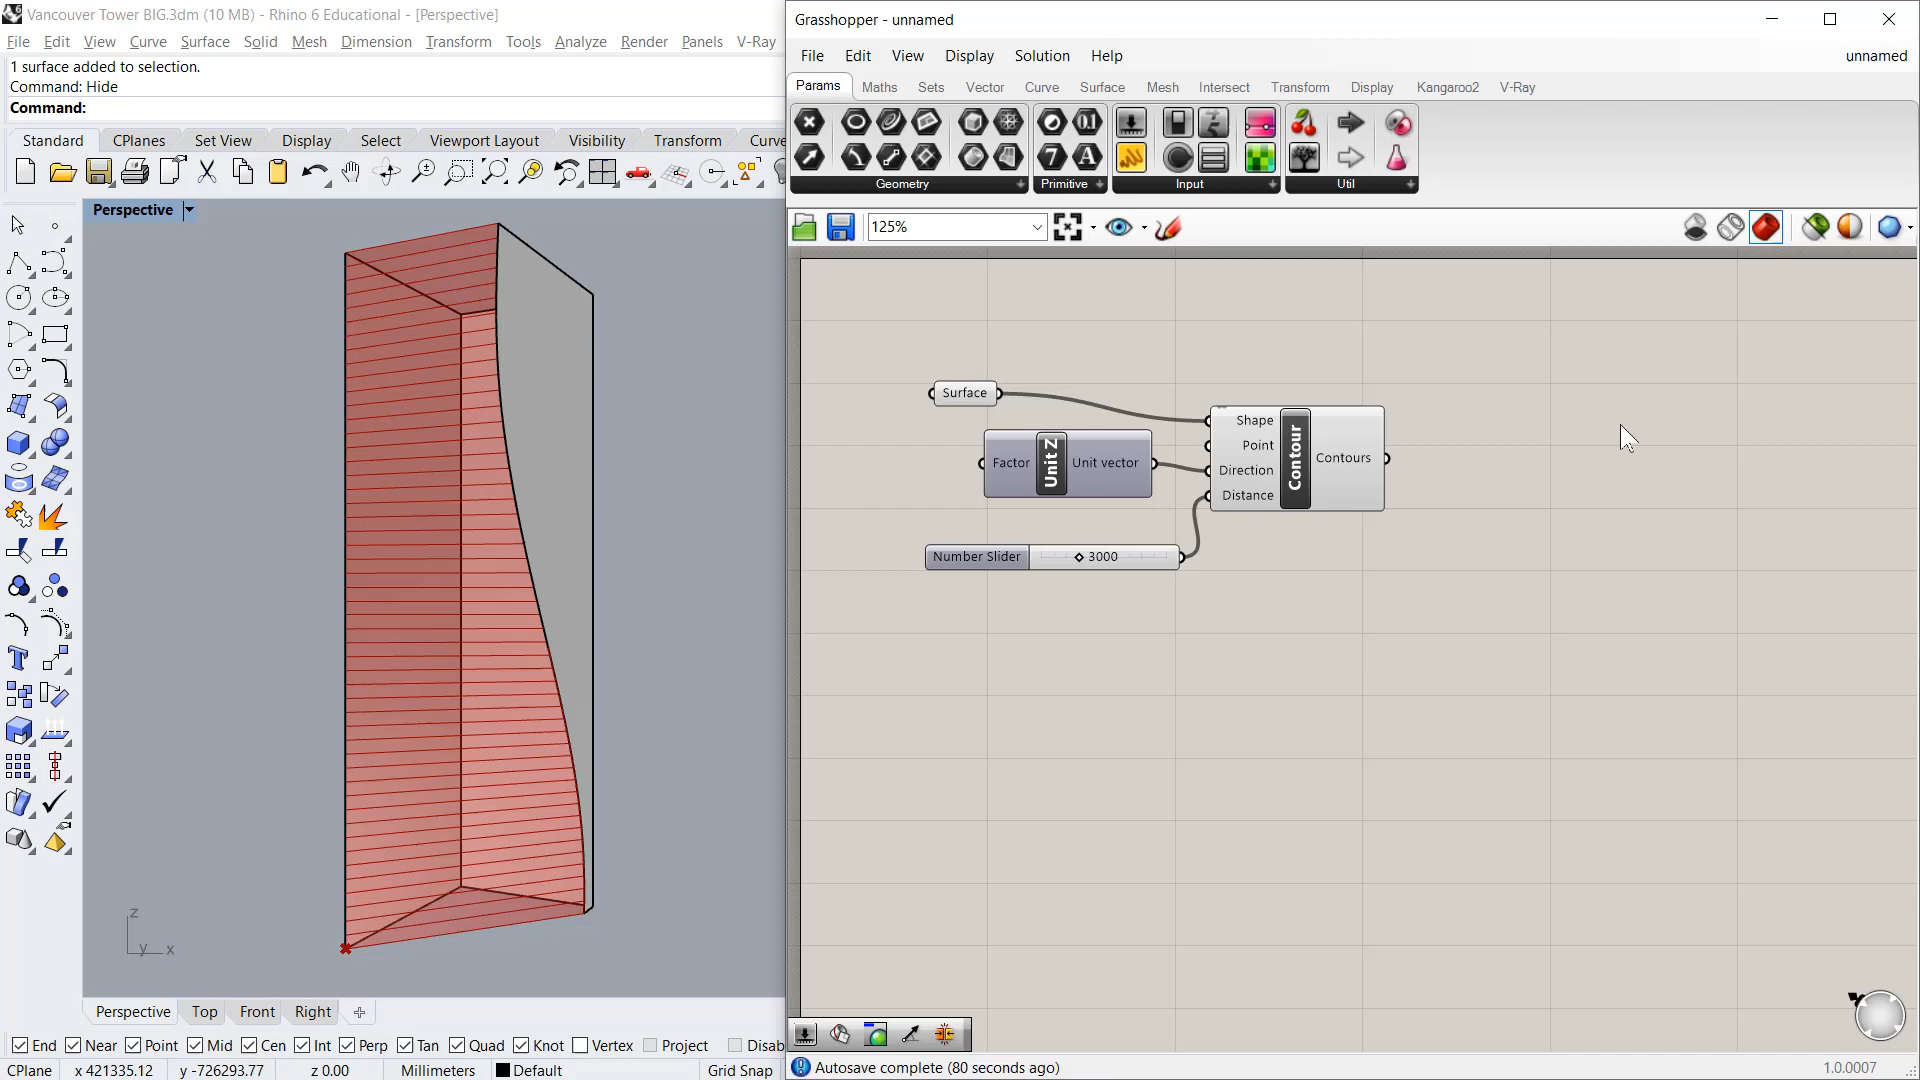 Vancouver Tower BIG.3dm (10 MB) - Rhino 6 Educational - [Perspective]
File Edit View Curve Surface Solid Mesh Dimension Transform Tools Analyze Render Panels V-Ray
1 surface added to selection.
Command: Hide
Command:
Standard CPlanes Set View Display Select Viewport Layout Visibility Transform Curve
Perspective
z
y x
Perspective Top Front Right
End Near Point Mid Cen Int Perp Tan Quad Knot Vertex Project Disab
CPlane x 421335.12 y -726293.77 z 0.00 Millimeters Default Grid Snap
Grasshopper - unnamed
File Edit View Display Solution Help unnamed
Params Maths Sets Vector Curve Surface Mesh Intersect Transform Display Kangaroo2 V-Ray
0.1
7 A
Geometry Primitive Input Util
125%
Surface
Factor Unit Z Unit vector
Shape
Point
Direction
Distance
Contour
Contours
Number Slider 3000
Autosave complete (80 seconds ago) 1.0.0007